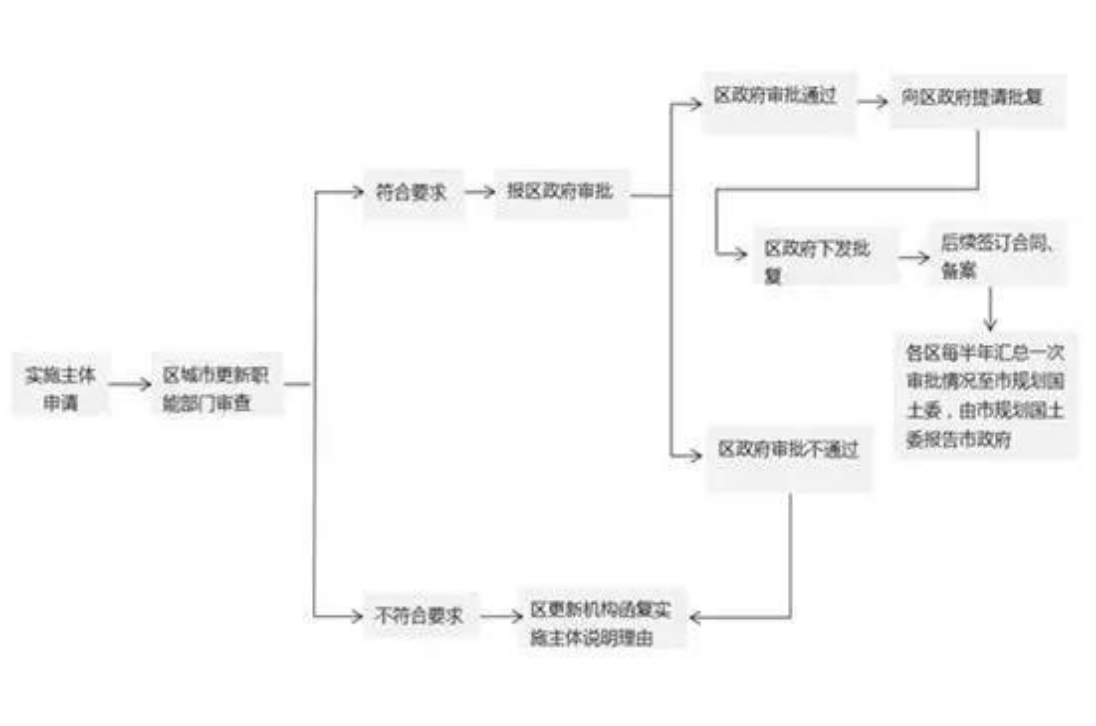 区政府审批通过
向区政府提请批复
符合要求
报区政府审批
区政府下发批
复
后续签订合同、
备案
实施主体
申请
区城市更新职
能部门审查
各区每半年汇总一次
审批情况至市规划国
土委，由市规划国土
委报告市政府
区政府审批不通过
不符合要求
区更新机构函复实
施主体说明理由